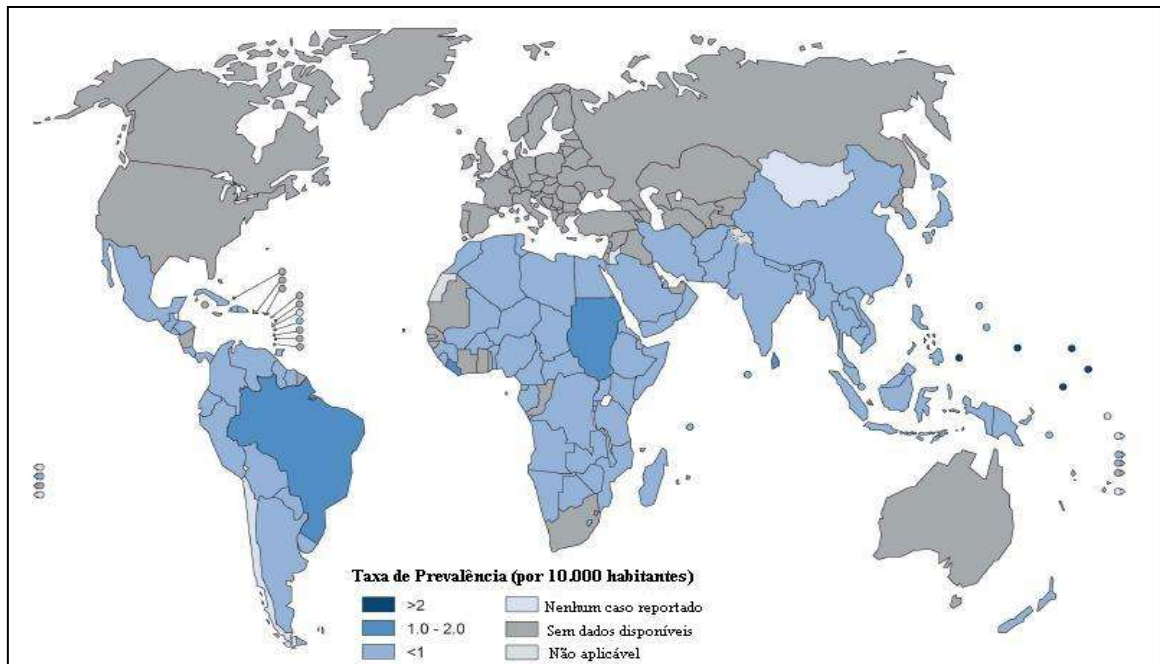 Taxa de Prevalência (por 10.000 habitantes)
>2
1.0 - 2.0
<1
Nenhum caso reportado
Sem dados disponíveis
Não aplicável